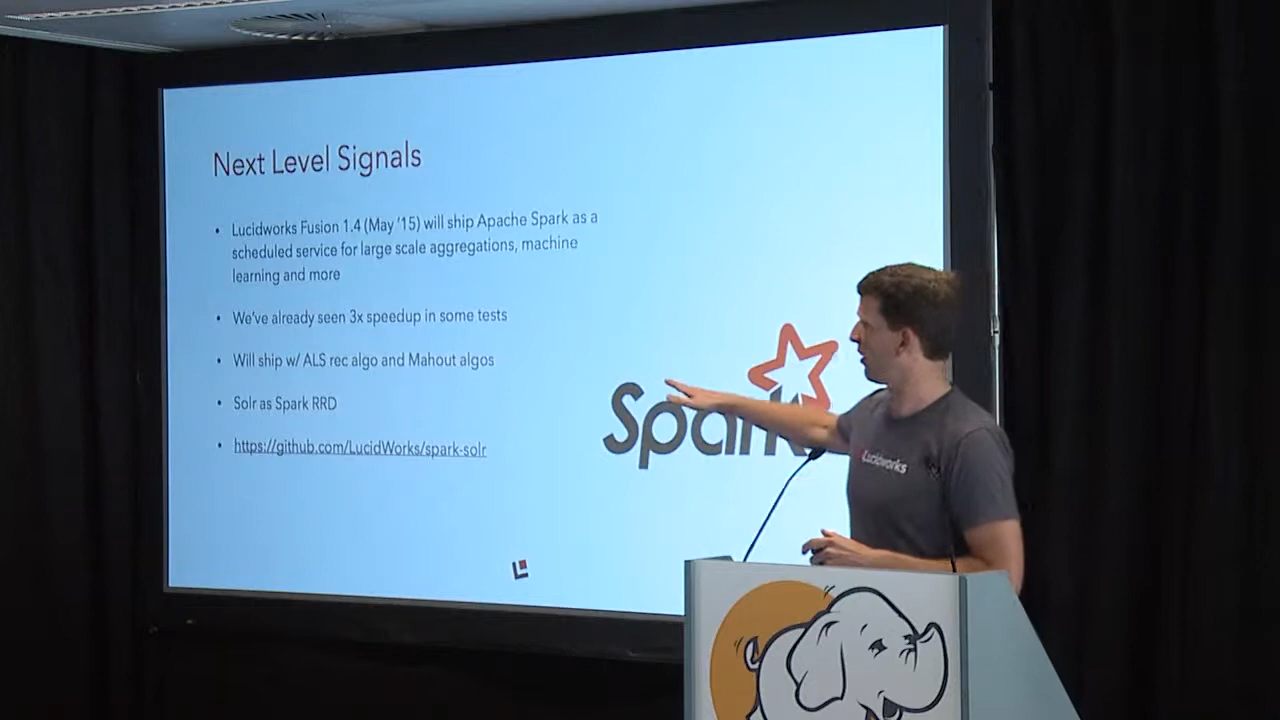 Next Level Signals
• Lucidworks Fusion 1.4 (May '15) will ship Apache Spark as a
scheduled service for large scale aggregations, machine
learning and more
• We've already seen 3x speedup in some tests
• Will ship w/ ALS rec algo and Mahout algos
• Solr as Spark RRD
• https://github.com/LucidWorks/spark-solr
Spark
Lucidworks